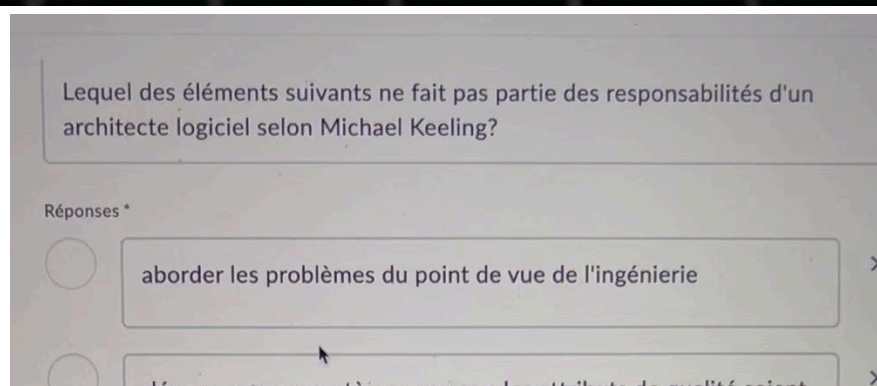 Lequel des éléments suivants ne fait pas partie des responsabilités d'un
architecte logiciel selon Michael Keeling?
Réponses *
aborder les problèmes du point de vue de l'ingénierie